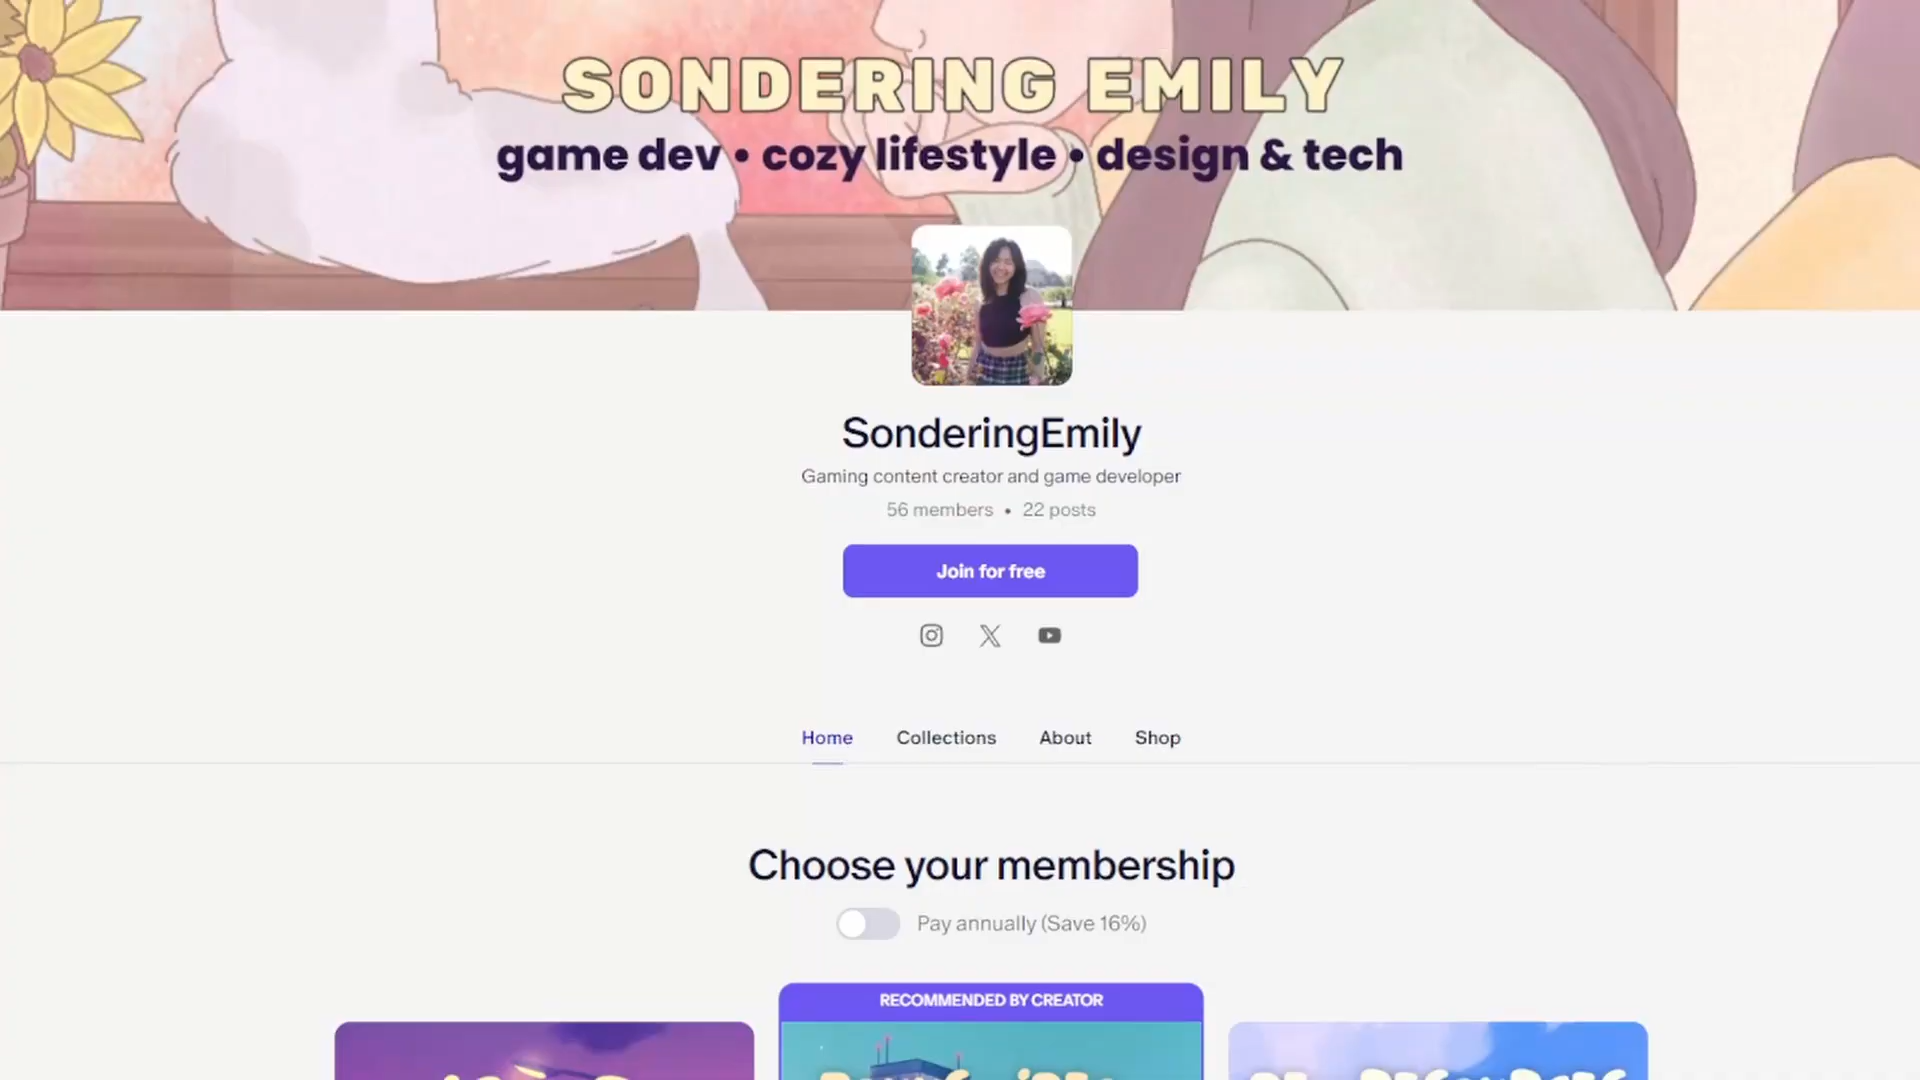 SONDERING EMILY
game dev • cozy lifestyle • design & tech
SonderingEmily
Gaming content creator and game developer
56 members • 22 posts
Join for free
Home Collections About Shop
Choose your membership
Pay annually (Save 16%)
RECOMMENDED BY CREATOR